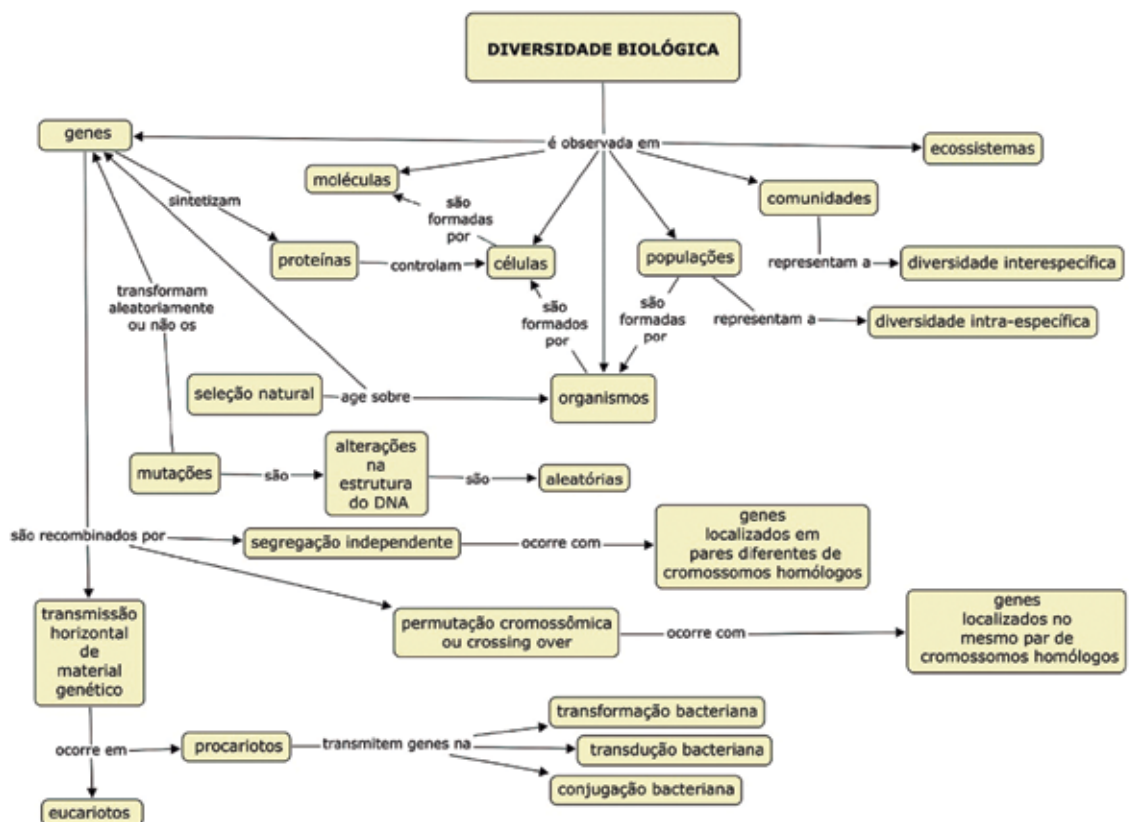 DIVERSIDADE BIOLÓGICA
genes
é observada em
ecossistemas
moléculas
comunidades
sintetizam
são
formadas
por
proteínas
controlam
células
populações
representam a
diversidade interespecífica
transformam
aleatoriamente
ou não os
são
formados
por
são
formadas
por
representam a
diversidade intra-específica
seleção natural
age sobre
organismos
mutações
são
alterações
na
estrutura
do DNA
são
aleatórias
são recombinados por
segregação independente
ocorre com
genes
localizados em
pares diferentes de
cromossomos homólogos
transmissão
horizontal
de
material
genético
permutação cromossômica
ou crossing over
ocorre com
genes
localizados no
mesmo par de
cromossomos homólogos
ocorre em
procariotos
transmitem genes na
transformação bacteriana
transdução bacteriana
conjugação bacteriana
eucariotos